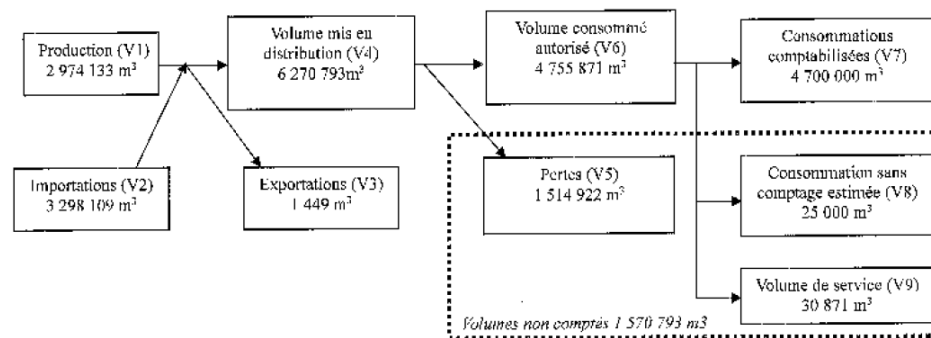 Production (V1)
2 974 133 m³
Volume mis en
distribution (V4)
6 270 793m³
Volume consommé
autorisé (V6)
4 755 871 m³
Consommations
comptabilisées (V7)
4 700 000 m³
Importations (V2)
3 298 109 m³
Exportations (V3)
1 449 m³
Pertes (V5)
1 514 922 m³
Consommation sans
comptage estimée (V8)
25 000 m³
Volume de service (V9)
30 871 m³
Volumes non comprés 1 570 793 m3